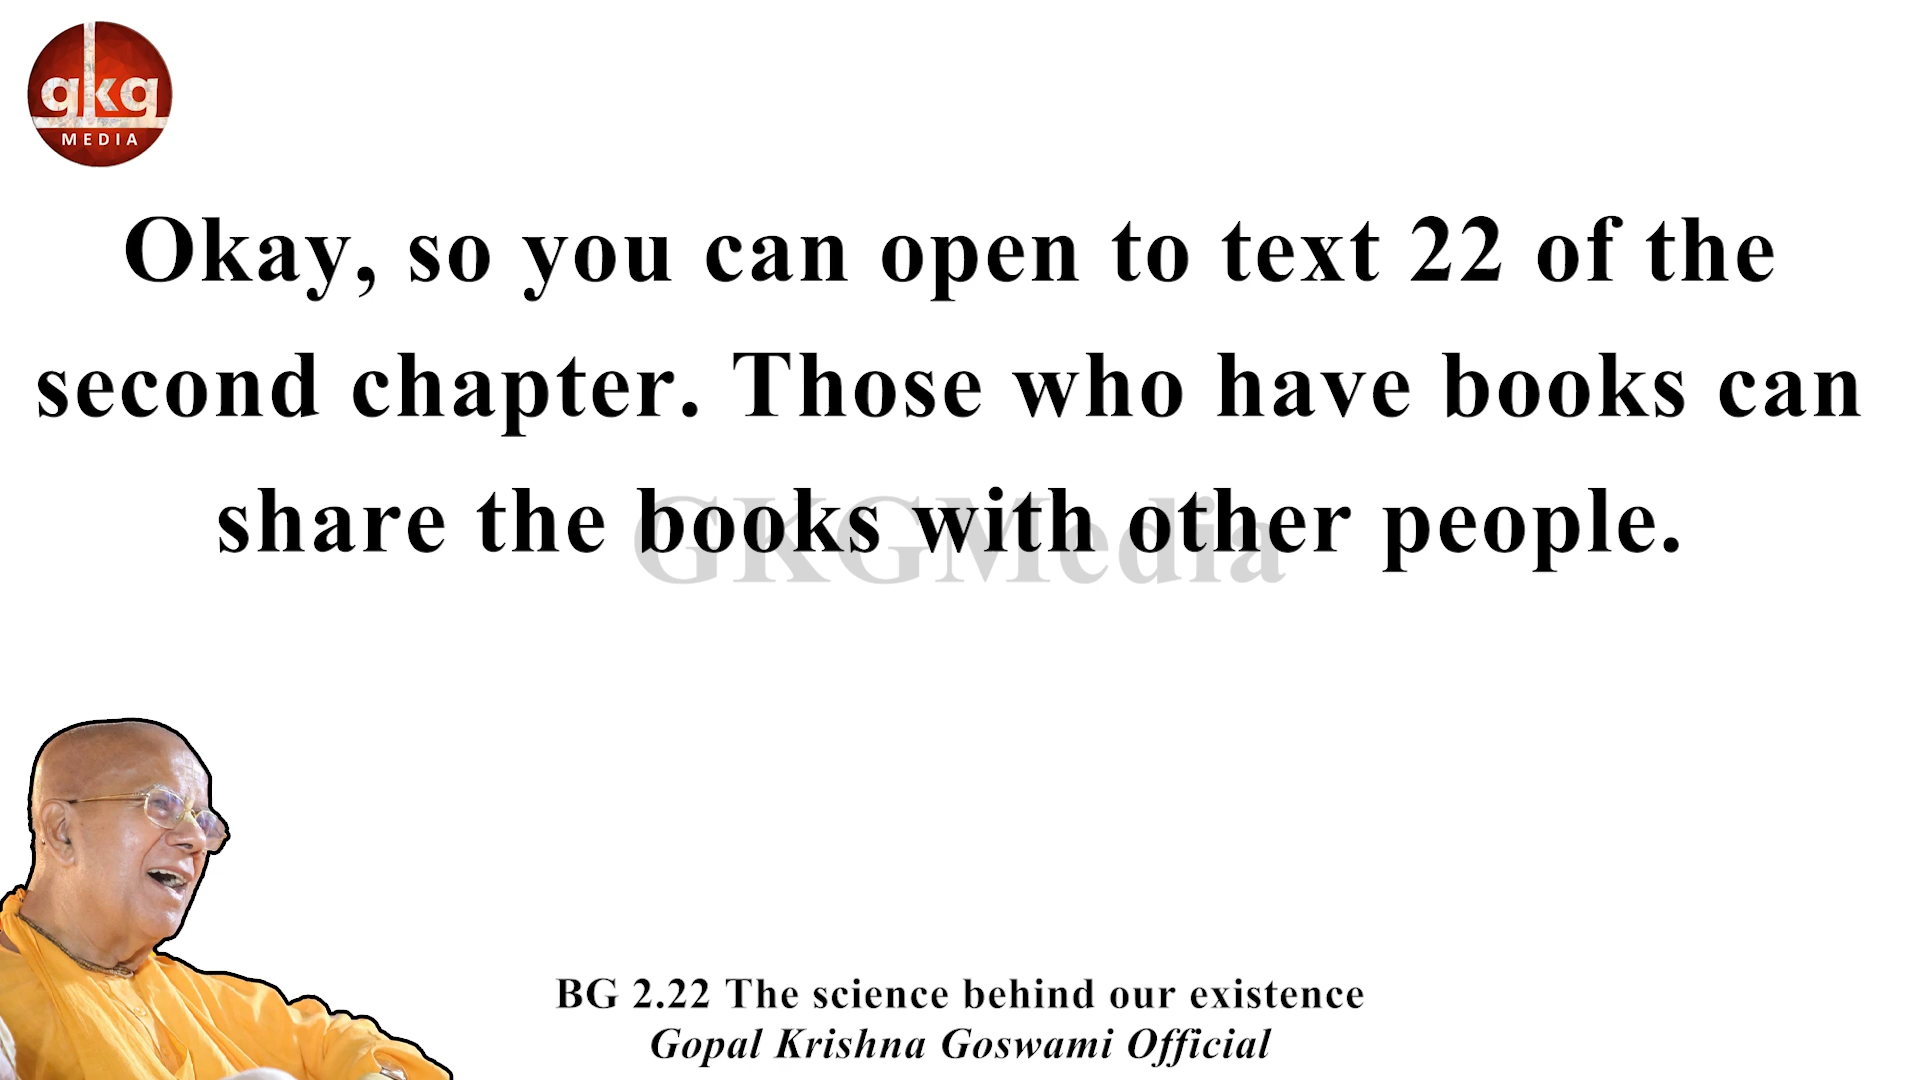 gkg
MEDIA
Okay, so you can open to text 22 of the
second chapter. Those who have books can
share the books with other people.
GKGMedia
BG 2.22 The science behind our existence
Gopal Krishna Goswami Official